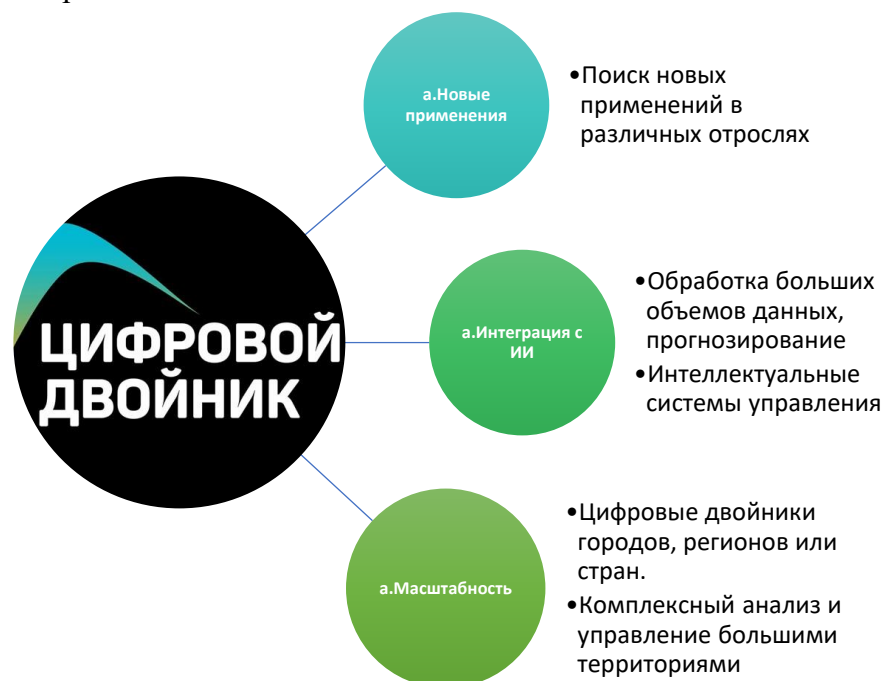 а.Новые
применения
•Поиск новых
применений в
различных отрослях
ЦИФРОВОЙ
ДВОЙНИК
а.Интеграция с
ИИ
•Обработка больших
объемов данных,
прогнозирование
•Интеллектуальные
системы управления
а.Масштабность
•Цифровые двойники
городов, регионов или
стран.
•Комплексный анализ и
управление большими
территориями